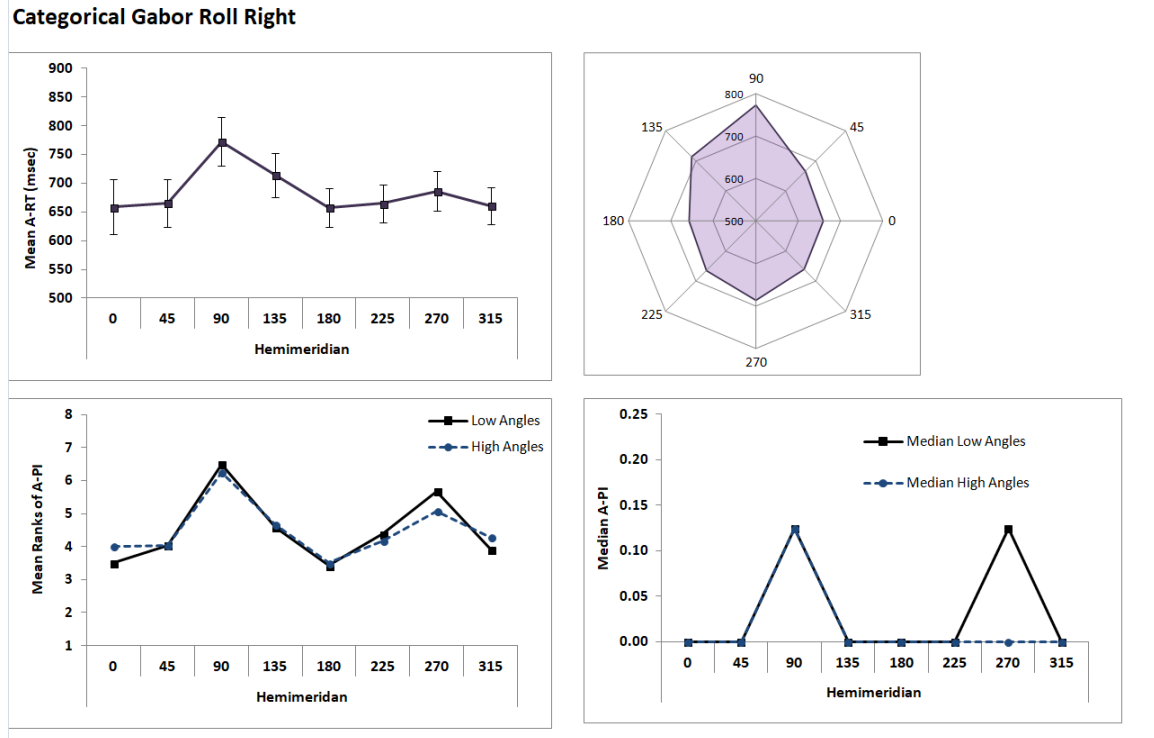 Categorical Gabor Roll Right
900
850
800
750
700
650
600
550
500
Mean A-RT (msec)
0 45 90 135 180 225 270 315
Hemimeridian
90
800
135 45
700
600
180 500 0
225 315
270
8
7
6
5
4
3
2
1
Mean Ranks of A-PI
Low Angles
High Angles
0 45 90 135 180 225 270 315
Hemimeridan
0.25
0.20
0.15
0.10
0.05
0.00
Median A-PI
Median Low Angles
Median High Angles
0 45 90 135 180 225 270 315
Hemimeridian